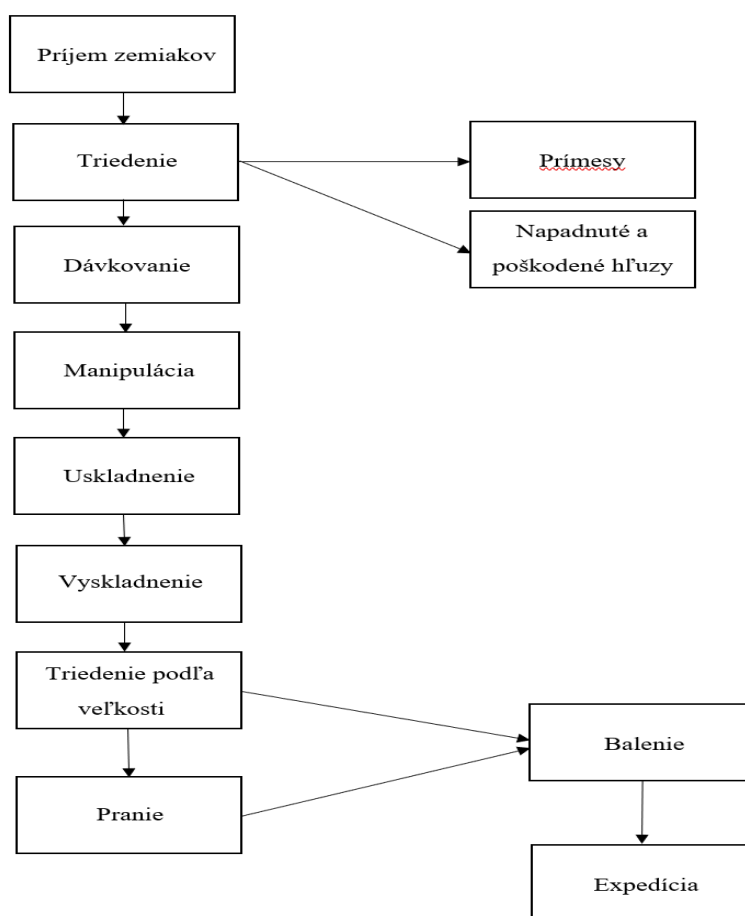 Príjem zemiakov
Triedenie
Prímesy
Napadnuté a
poškodené hľuzy
Dávkovanie
Manipulácia
Uskladnenie
Vyskladnenie
Triedenie podľa
veľkosti
Balenie
Pranie
Expedícia